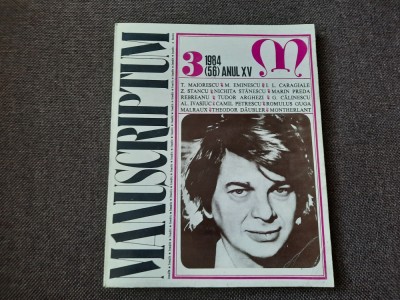 MANUSCRIPTUM
3 1984
(56) ANUL XV
m
T. MAIORESCU M. EMINESCU I. L. CARAGIALE
Z. STANCU NICHITA STĂNESCU MARIN PREDA
REBREANU TUDOR ARGHEZI G. CĂLINESCU
AL. IVASIUC CAMIL PETRESCU ROMULUS GUGA
MALRAUX THEODOR DÄUBLER MONTHERLANT